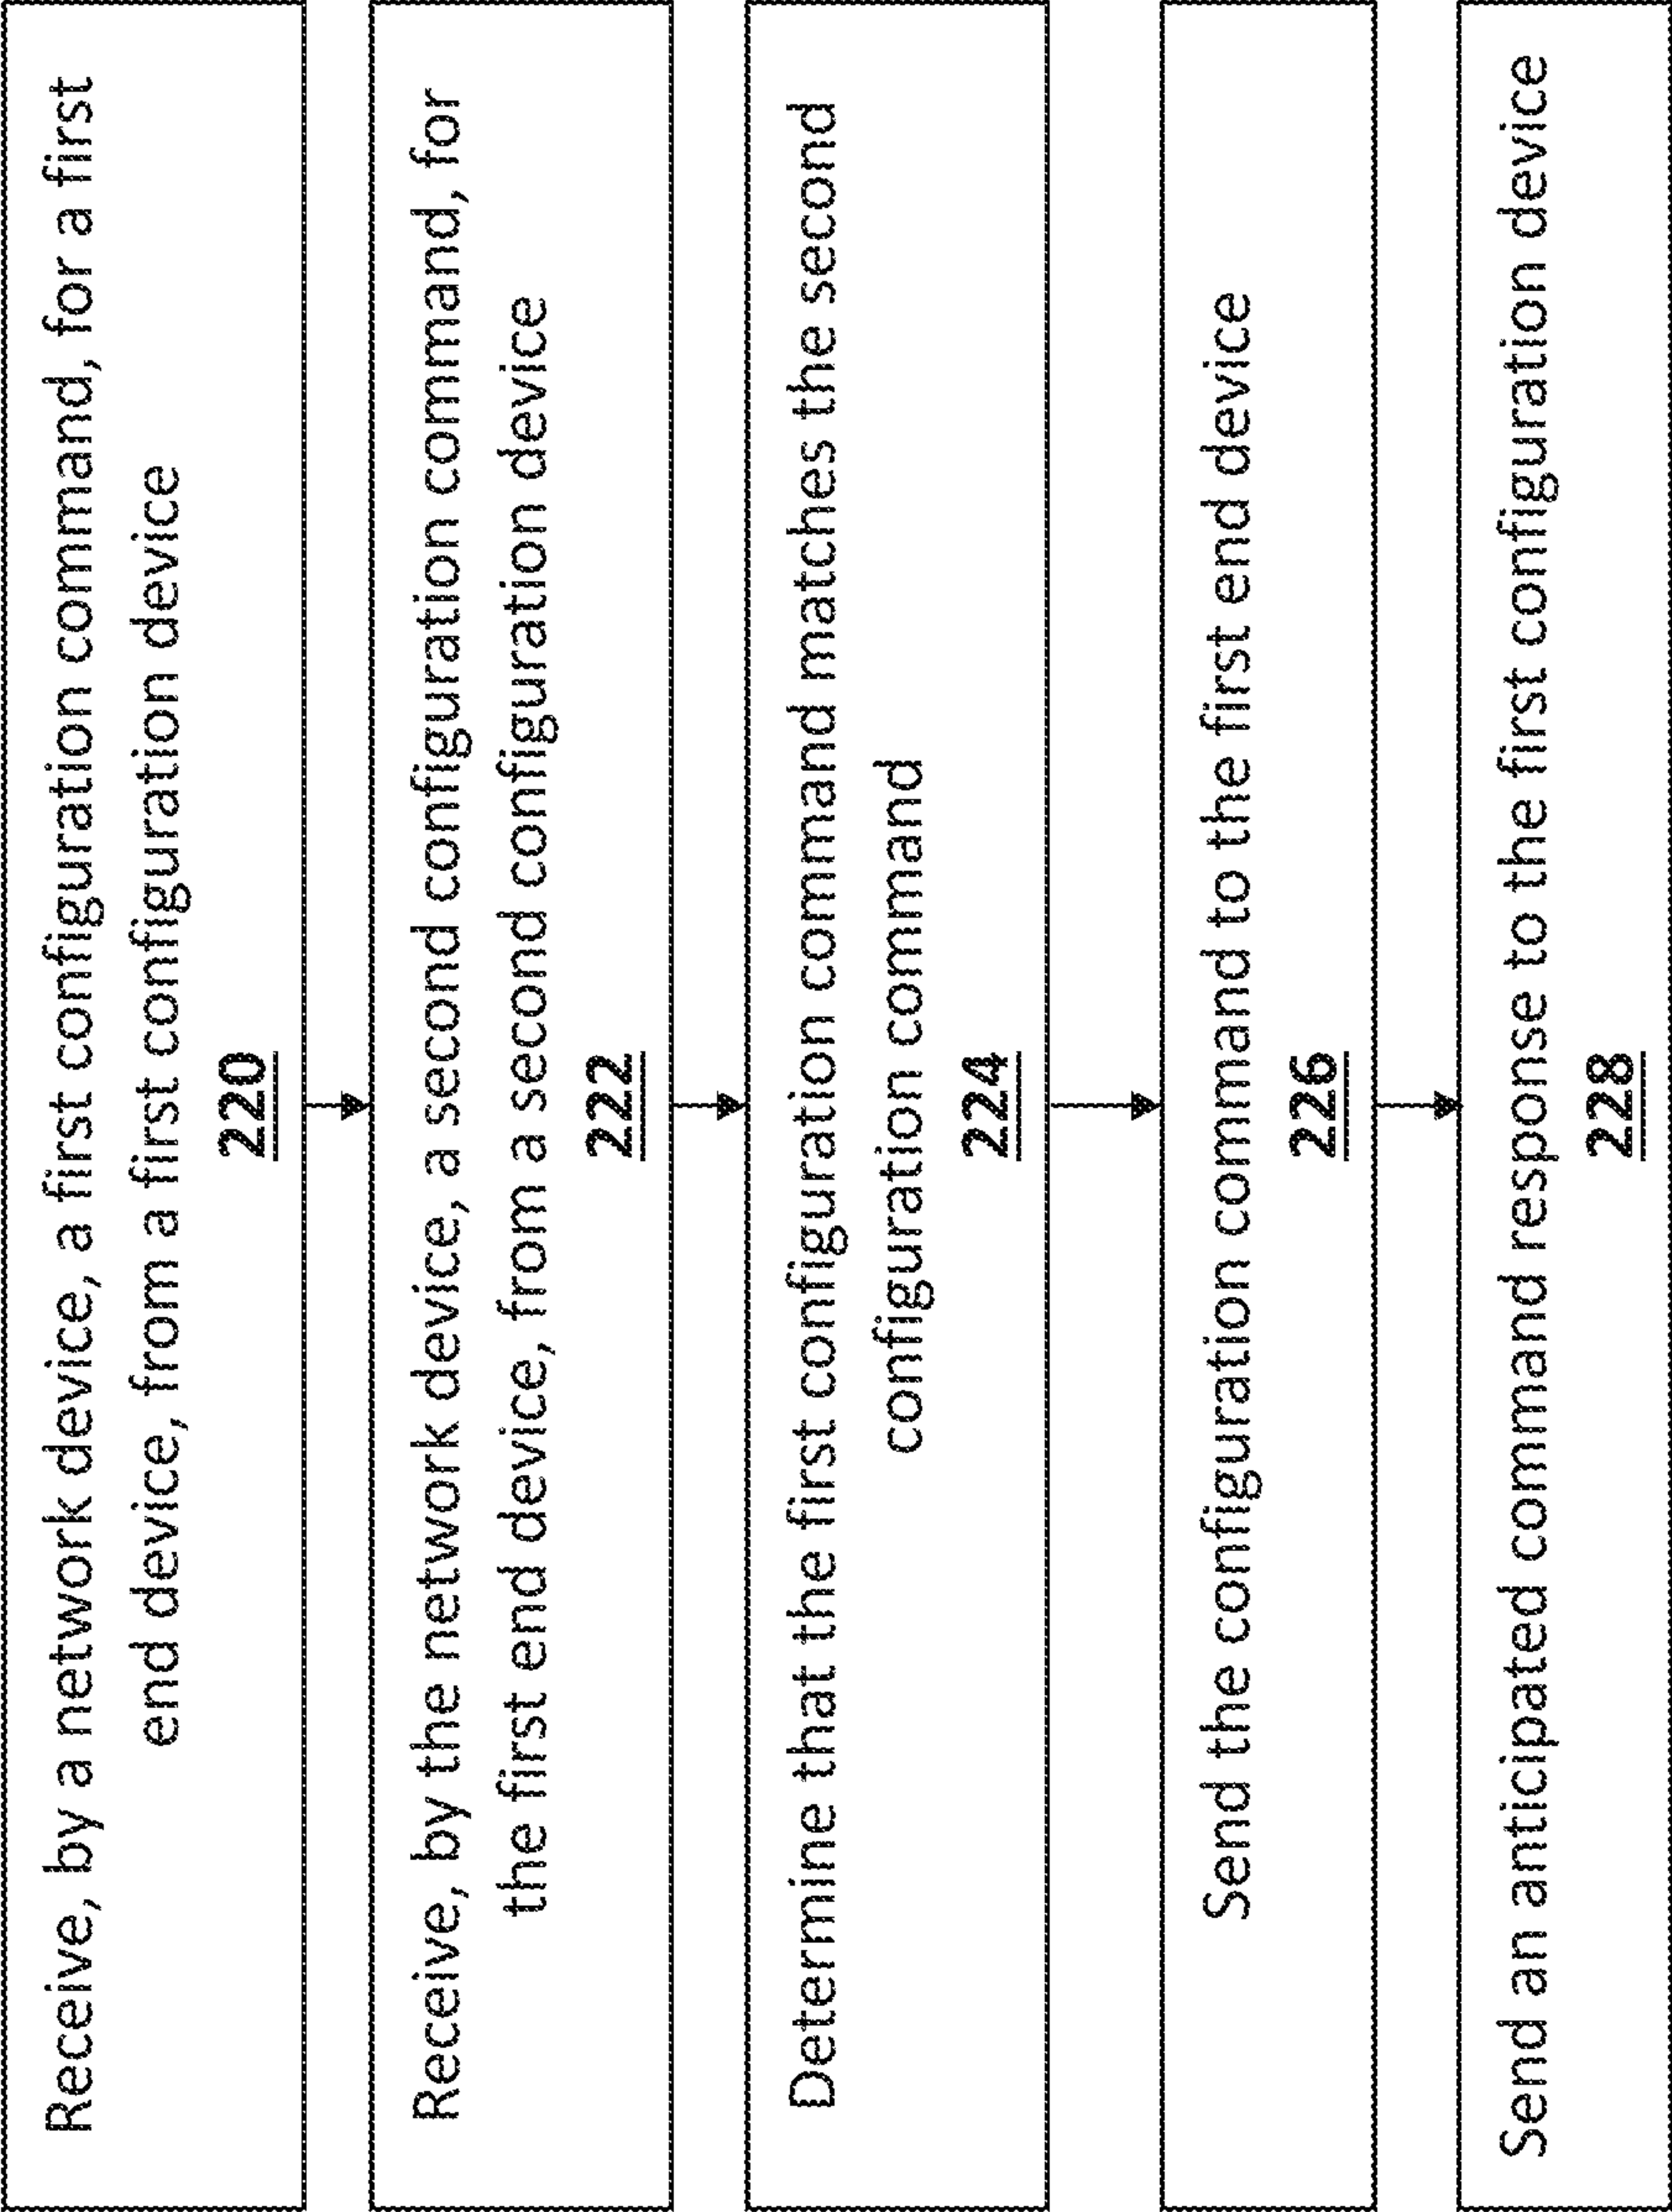 Receive, by a network device, a first configuration command, for a first
end device, from a first configuration device
220
Receive, by the network device, a second configuration command, for
the first end device, from a second configuration device
222
Determine that the first configuration command matches the second
configuration command
224
Send the configuration command to the first end device
226
Send an anticipated command response to the first configuration device
228